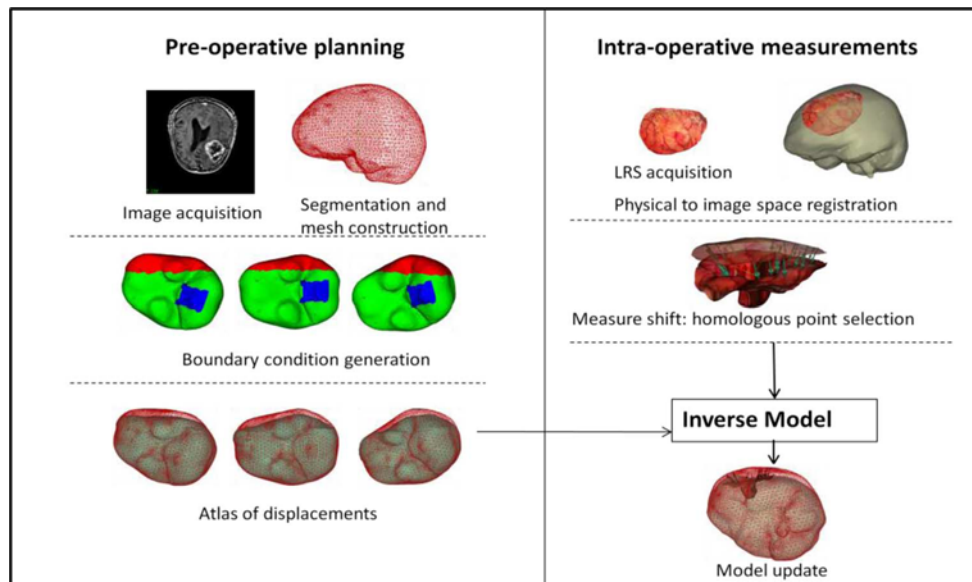 Pre-operative planning
Image acquisition
Segmentation and
mesh construction
Boundary condition generation
Atlas of displacements
Intra-operative measurements
LRS acquisition
Physical to image space registration
Measure shift: homologous point selection
Inverse Model
Model update